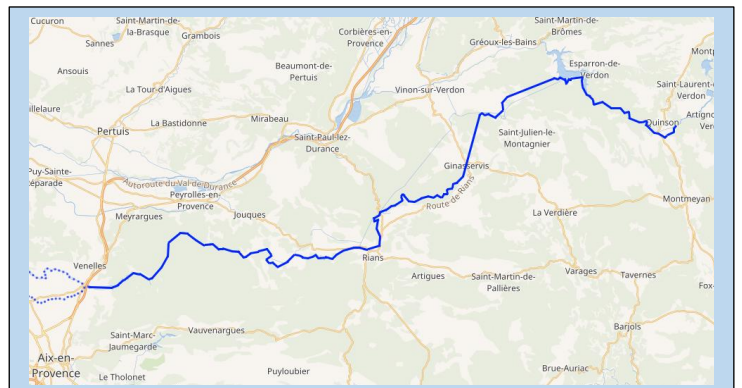 Cucuron
Saint-Martin-de-
la-Brasque
Grambois
Sannes
Corbières-en-
Provence
Saint-Martin-de-
Brômes
Gréoux-les-Bains
Ansouis
Beaumont-de-
Pertuis
Esparron-de-
Verdon
La Tour-d'Aigues
Vinon-sur-Verdon
Saint-Laurent-
Verdon
illelaure
La Bastidonne
Mirabeau
Pertuis
Saint-Paul-lez-
Durance
Quinson
Artigno
Saint-Julien-le-
Montagnier
Ginasservis
Puy-Sainte-
éparade
Autoroute du Val de Durance
Peyrolles-en-
Provence
Meyrargues
Jouques
Route de Rians
La Verdière
Montmeyan
Venelles
Rians
Artigues
Saint-Martin-de-
Pallières
Varages
Tavernes
Fox-
Saint-Marc-
Jaumegarde
Vauvenargues
Barjols
Aix-en-
Provence
Le Tholonet
Puyloubier
Brue-Auriac